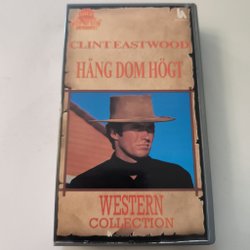 CLINT EASTWOOD
HÄNG DOM HÖGT
WESTERN
COLLECTION